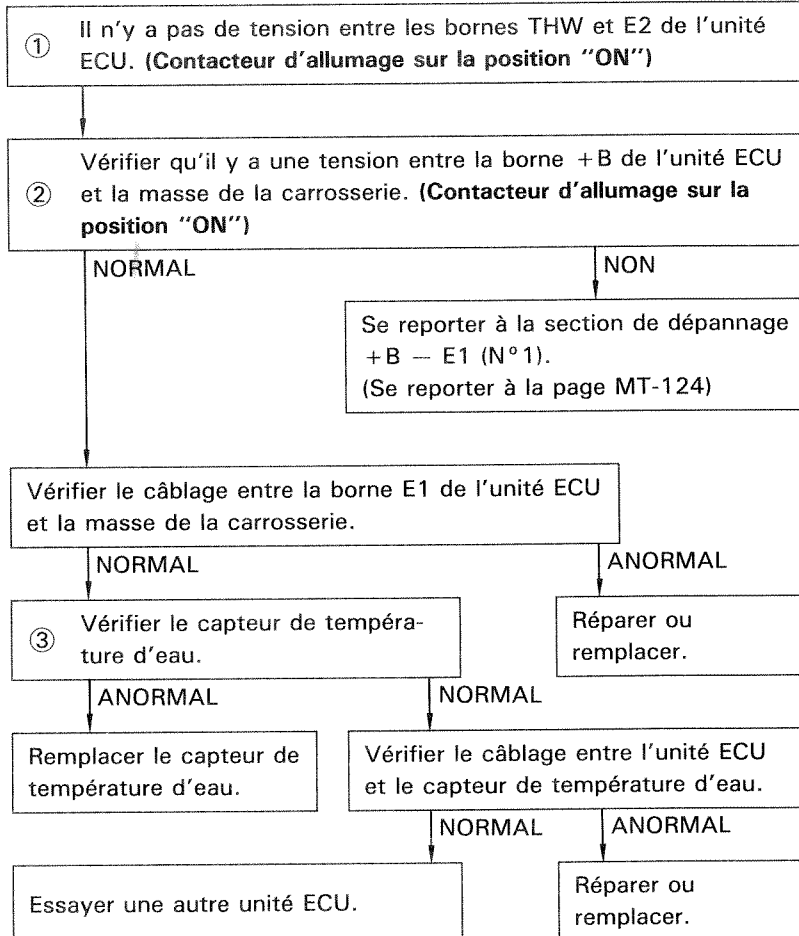 ① Il n'y a pas de tension entre les bornes THW et E2 de l'unité
ECU. (Contacteur d'allumage sur la position "ON")
② Vérifier qu'il y a une tension entre la borne +B de l'unité ECU
et la masse de la carrosserie. (Contacteur d'allumage sur la
position "ON")
NORMAL
NON
Se reporter à la section de dépannage
+B — E1 (N°1).
(Se reporter à la page MT-124)
Vérifier le câblage entre la borne E1 de l'unité ECU
et la masse de la carrosserie.
NORMAL
ANORMAL
③ Vérifier le capteur de tempéra-
ture d'eau.
Réparer ou
remplacer.
ANORMAL
NORMAL
Remplacer le capteur de
température d'eau.
Vérifier le câblage entre l'unité ECU
et le capteur de température d'eau.
NORMAL
ANORMAL
Essayer une autre unité ECU.
Réparer ou
remplacer.